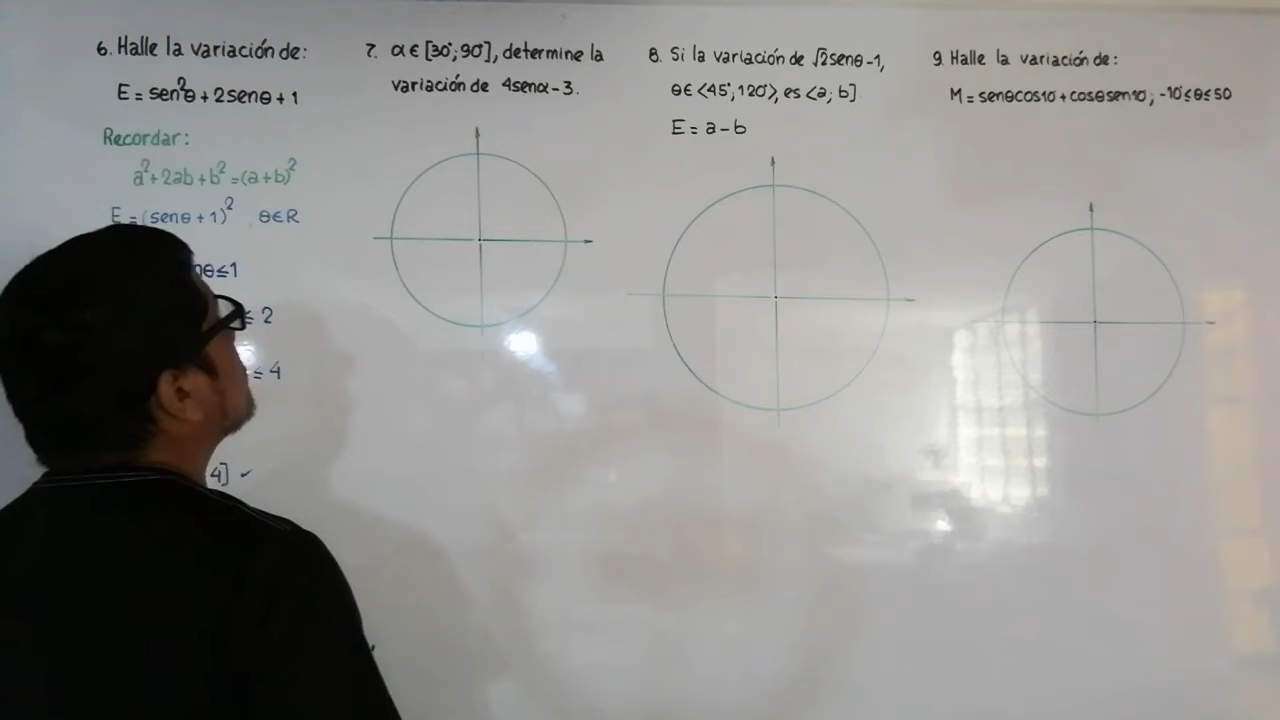 6. Halle la variación de:
E = sen²θ + 2senθ + 1
Recordar:
a² + 2ab + b² = (a+b)²
E = (senθ + 1)² θ∈R
nθ ≤ 1
≤ 2
≤ 4
4] ✓
7. α ∈ [30°; 90°], determine la
variación de 4senα - 3.
8. Si la variación de √2senθ - 1,
θ∈<45°, 120°>, es <a; b]
E = a - b
9. Halle la variación de:
M = senθcos10° + cosθsen10°; -10° ≤ θ ≤ 50